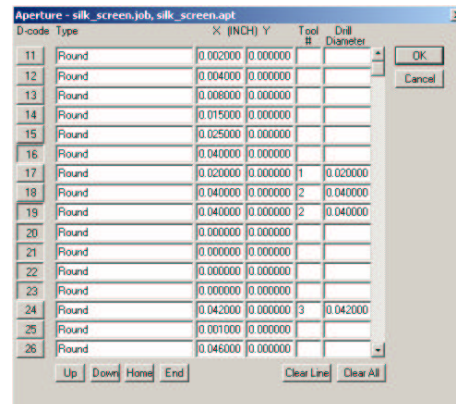 Aperture - silk_screen.job, silk_screen.apt
D-code Type X (INCH) Y Tool # Drill Diameter
11 Round 0.002000 0.000000 OK
12 Round 0.004000 0.000000 Cancel
13 Round 0.008000 0.000000
14 Round 0.015000 0.000000
15 Round 0.025000 0.000000
16 Round 0.040000 0.000000
17 Round 0.020000 0.000000 1 0.020000
18 Round 0.040000 0.000000 2 0.040000
19 Round 0.040000 0.000000 2 0.040000
20 Round 0.000000 0.000000
21 Round 0.000000 0.000000
22 Round 0.000000 0.000000
23 Round 0.000000 0.000000
24 Round 0.042000 0.000000 3 0.042000
25 Round 0.001000 0.000000
26 Round 0.046000 0.000000
Up Down Home End Clear Line Clear All